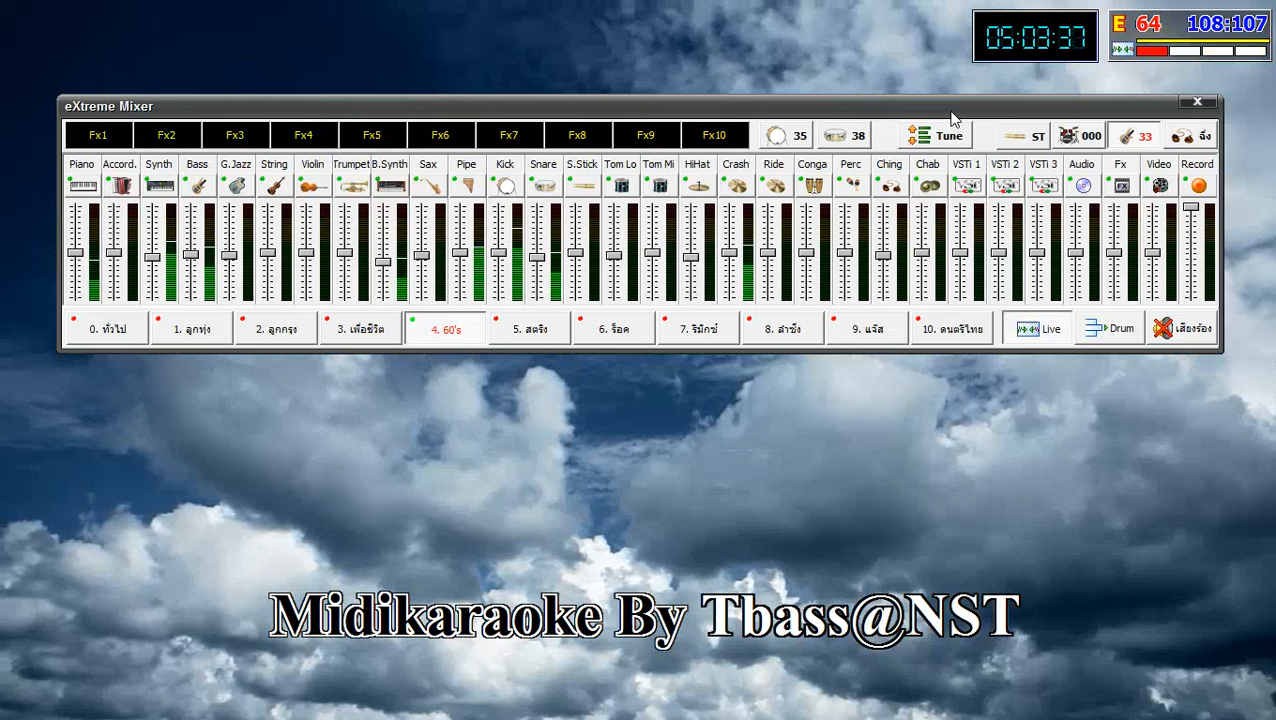 05:03:37
E 64 108:107
eXtreme Mixer
Fx1 Fx2 Fx3 Fx4 Fx5 Fx6 Fx7 Fx8 Fx9 Fx10 35 38 Tune ST 000 33 ฉิ่ง
Piano Accord. Synth Bass G.Jazz String Violin Trumpet B.Synth Sax Pipe Kick Snare S.Stick Tom Lo Tom Mi HiHat Crash Ride Conga Perc Ching Chab VSTi 1 VSTi 2 VSTi 3 Audio Fx Video Record
0. ทั่วไป 1. ลูกทุ่ง 2. ลูกกรุง 3. เพื่อชีวิ 4. 60's 5. สตริง 6. ร็อค 7. ริมิกซ์ 8. ลำซิ่ง 9. แจ๊ส 10. ดนตรีไทย Live Drum เสียงร้อง
Midikaraoke By Tbass@NST